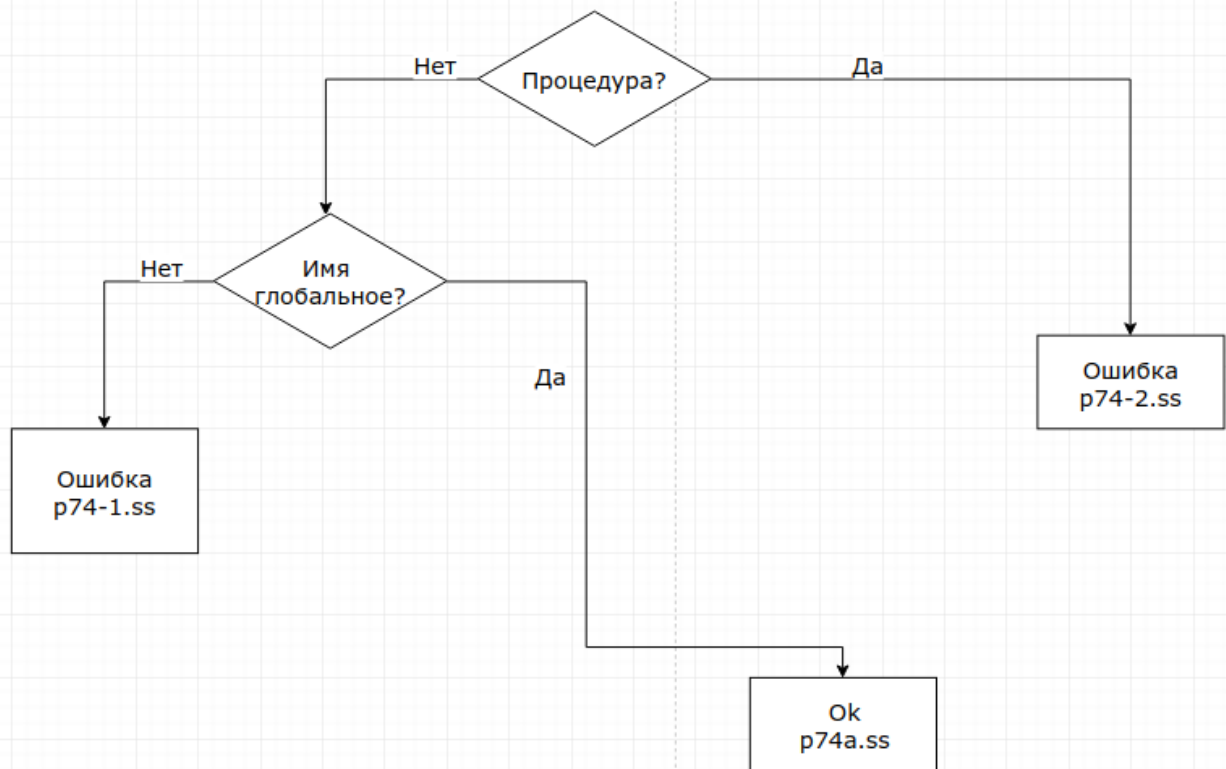 Нет
Процедура?
Да
Нет
Имя
глобальное?
Да
Ошибка
p74-2.ss
Ошибка
p74-1.ss
Ok
p74a.ss